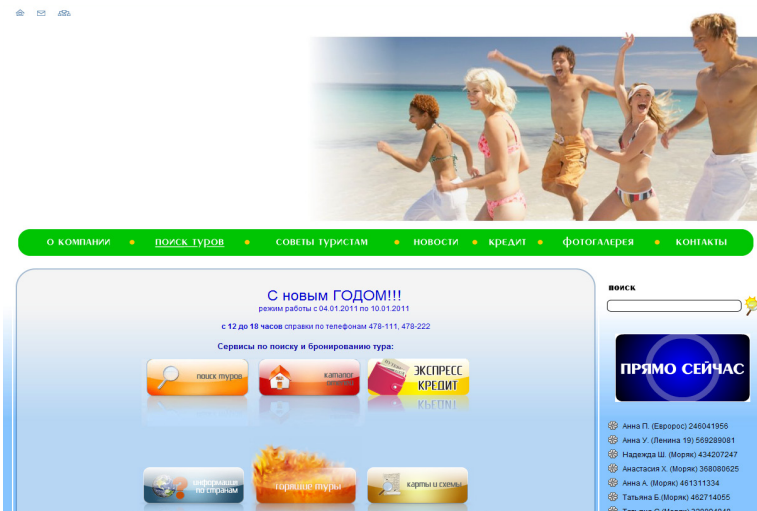 О КОМПАНИИ
ПОИСК ТУРОВ
СОВЕТЫ ТУРИСТАМ
НОВОСТИ
КРЕДИТ
ФОТОГАЛЕРЕЯ
КОНТАКТЫ
С новым ГОДОМ!!!
режим работы с 04.01.2011 по 10.01.2011
с 12 до 18 часов справки по телефонам 478-111, 478-222
Сервисы по поиску и бронированию тура:
поиск туров
каталог
отелей
ЭКСПРЕСС
КРЕДИТ
информация
по странам
горящие туры
карты и схемы
поиск
ПРЯМО СЕЙЧАС
Анна П. (Евророс) 246041956
Анна У. (Ленина 19) 569289081
Надежда Ш. (Моряк) 434207247
Анастасия Х. (Моряк) 368080625
Анна А. (Моряк) 461311334
Татьяна Б.(Моряк) 462714055